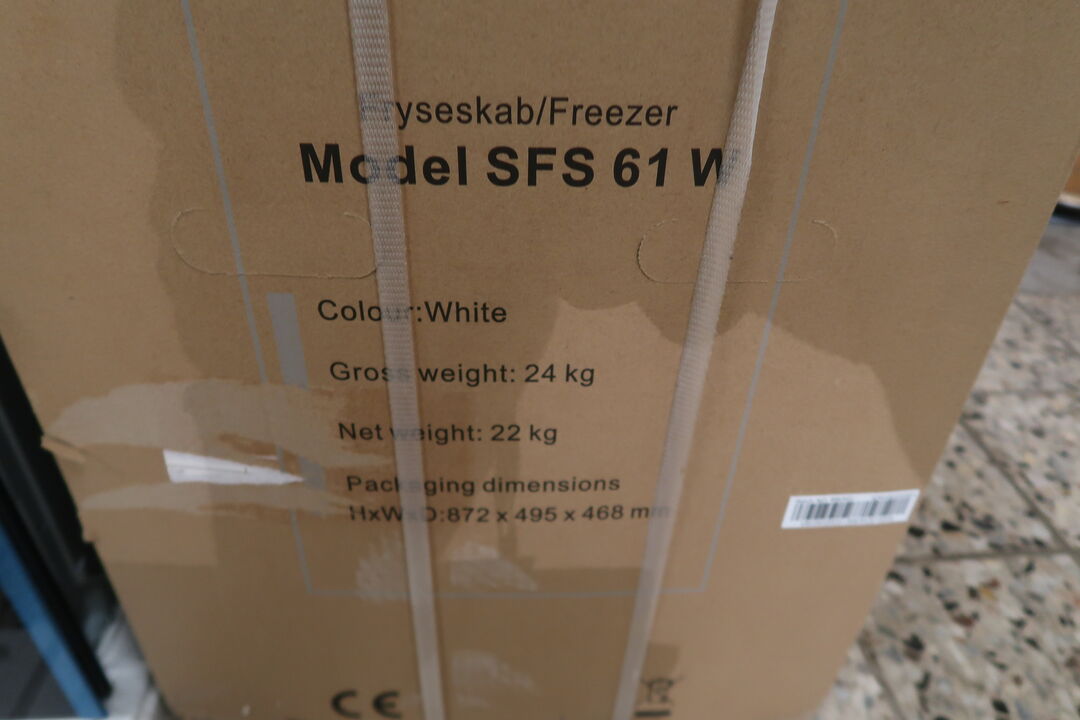 Fryseskab/Freezer
Model SFS 61 W
Colour:White
Gross weight: 24 kg
Net weight: 22 kg
Packaging dimensions
HxWxD:872 x 495 x 468 mm
CE